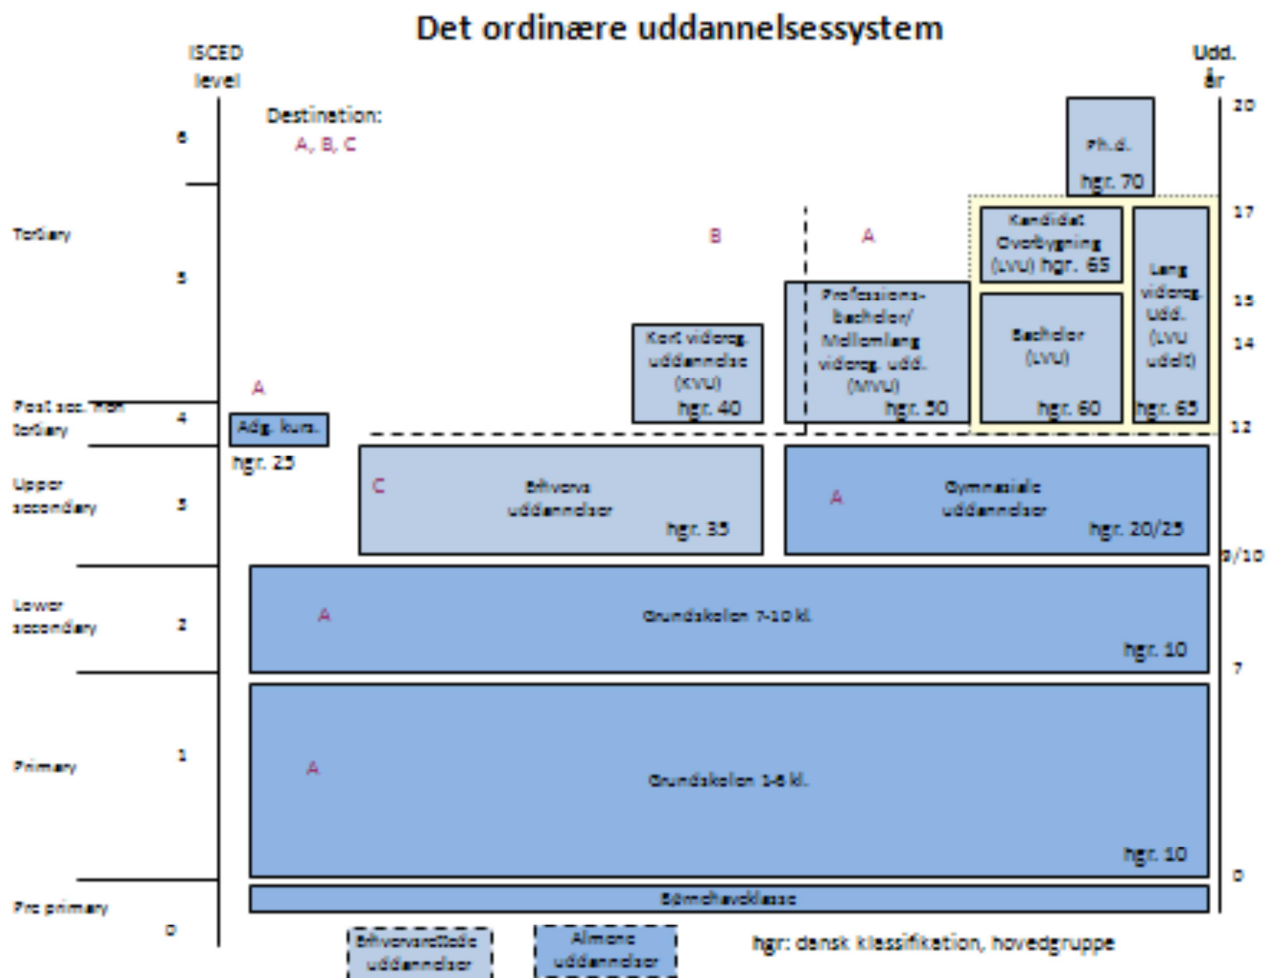 Det ordinære uddannelsessystem
ISCED
level
Udd.
år
Destination:
A, B, C
6
20
Ph.d.
hgr. 70
Tertiary
5
B
A
17
Kandidat
Overbygning
(LVU) hgr. 65
Lang
videreg.
Udd.
(LVU
udelt)
hgr. 65
15
14
Professions-
bachelor/
Mellemlang
videreg. udd.
(MVU)
hgr. 50
Bachelor
(LVU)
hgr. 60
Kort videreg.
uddannelse
(KVU)
hgr. 40
A
Post sec. non
tertiary
4
Adg. kurs.
hgr. 25
12
Upper
secondary
3
C
Erhvervs
uddannelser
hgr. 35
A
Gymnasiale
uddannelser
hgr. 20/25
9/10
Lower
secondary
2
A
Grundskolen 7-10 kl.
hgr. 10
7
Primary
1
A
Grundskolen 1-6 kl.
hgr. 10
0
Pre primary
0
Børnehaveklasse
Erhvervsrettede
uddannelser
Almene
uddannelser
hgr: dansk klassifikation, hovedgruppe